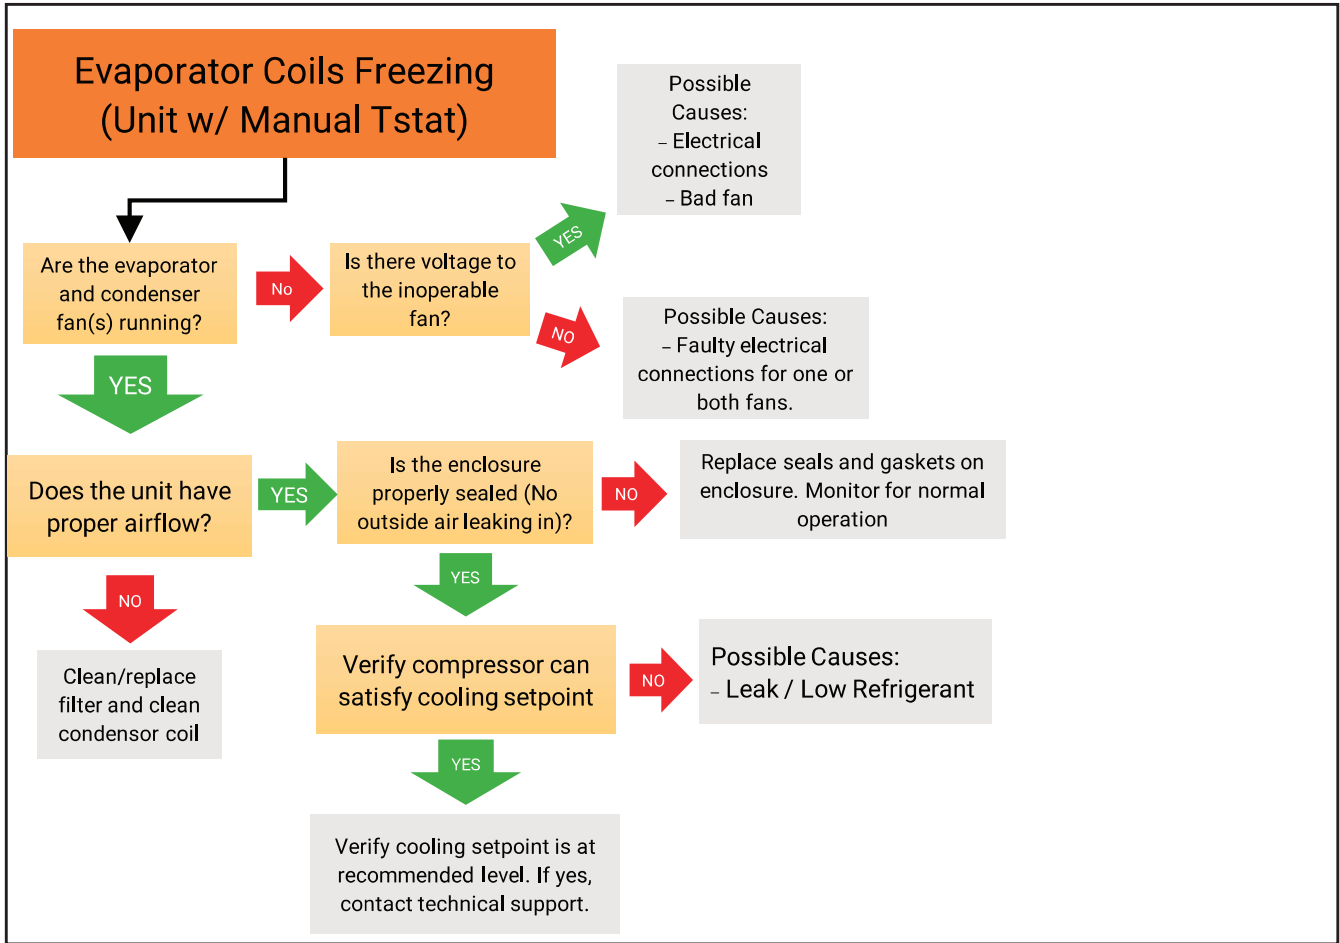 Evaporator Coils Freezing
(Unit w/ Manual Tstat)
Possible
Causes:
– Electrical
connections
– Bad fan
YES
Are the evaporator
and condenser
fan(s) running?
No
Is there voltage to
the inoperable
fan?
NO
Possible Causes:
– Faulty electrical
connections for one or
both fans.
YES
Does the unit have
proper airflow?
YES
Is the enclosure
properly sealed (No
outside air leaking in)?
NO
Replace seals and gaskets on
enclosure. Monitor for normal
operation
NO
Clean/replace
filter and clean
condensor coil
YES
Verify compressor can
satisfy cooling setpoint
NO
Possible Causes:
– Leak / Low Refrigerant
YES
Verify cooling setpoint is at
recommended level. If yes,
contact technical support.